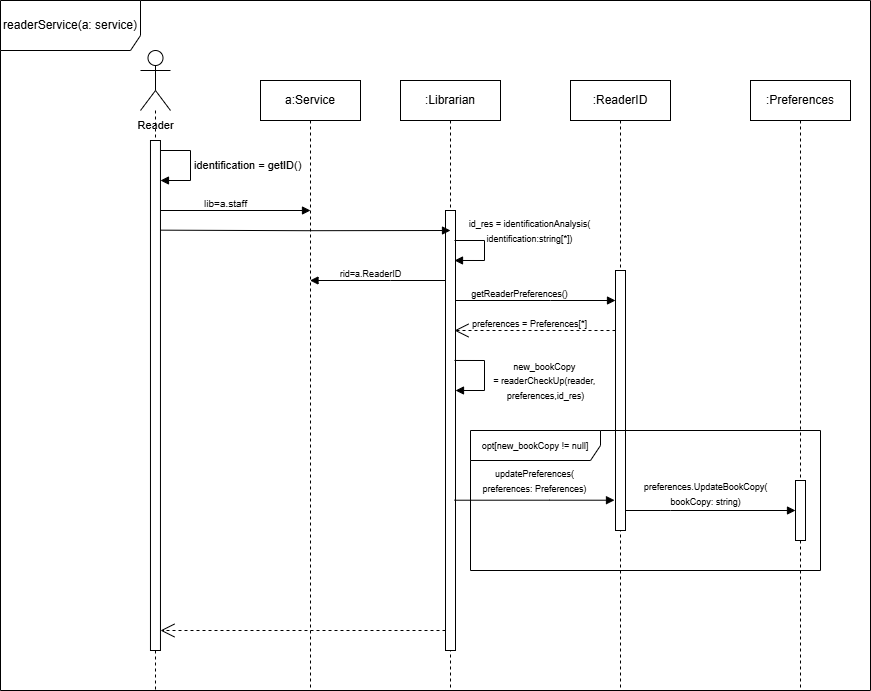 readerService(a: service)
Reader
a:Service
:Librarian
:ReaderID
:Preferences
identification = getID()
lib=a.staff
id_res = identificationAnalysis(
identification:string[*])
rid=a.ReaderID
getReaderPreferences()
preferences = Preferences[*]
new_bookCopy
= readerCheckUp(reader,
preferences,id_res)
opt[new_bookCopy != null]
updatePreferences(
preferences: Preferences)
preferences.UpdateBookCopy(
bookCopy: string)